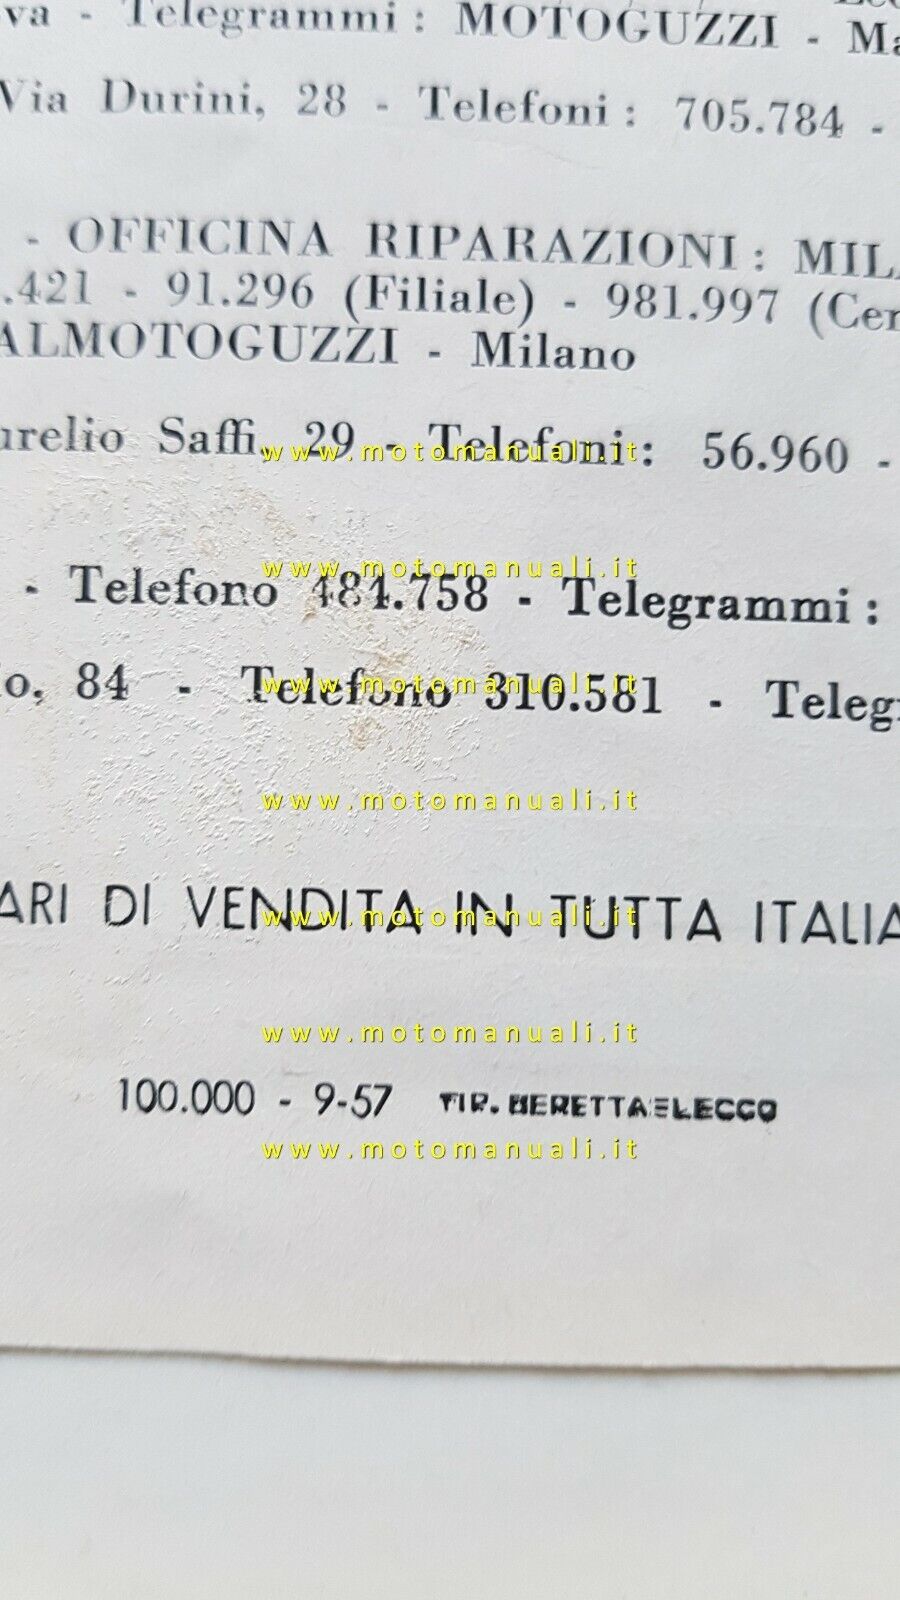 va - Telegrammi: MOTOGUZZI - Ma
Via Durini, 28 - Telefoni: 705.784 -
- OFFICINA RIPARAZIONI: MIL
.421 - 91.296 (Filiale) - 981.997 (Cer
ALMOTOGUZZI - Milano
urelio Saffi, 29 - Telefoni: 56.960 -
www.motomanuali.it
www.motomanuali.it
- Telefono 484.758 - Telegrammi:
o, 84 - Telefono 310.581 - Telegr
www.motomanuali.it
www.motomanuali.it
ARI DI VENDITA IN TUTTA ITALIA
www.motomanuali.it
www.motomanuali.it
100.000 - 9-57 TIP. BERETTA LECCO
www.motomanuali.it